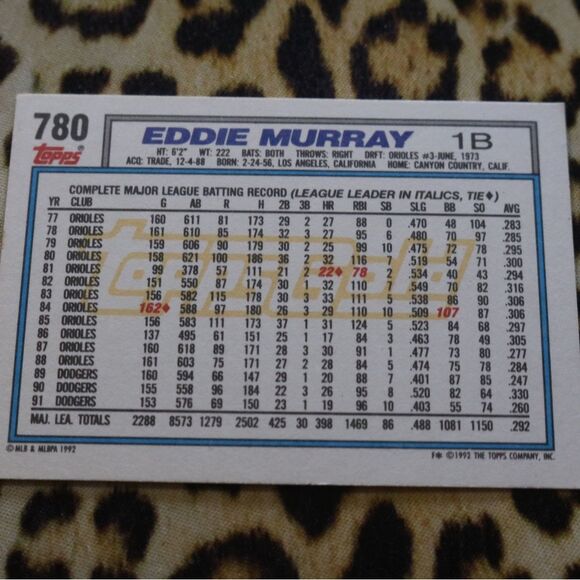 780
Topps
EDDIE MURRAY 1B
HT: 6'2" WT: 222 BATS: BOTH THROWS: RIGHT DRFT: ORIOLES #3-JUNE, 1973
ACQ: TRADE, 12-4-88 BORN: 2-24-56, LOS ANGELES, CALIFORNIA HOME: CANYON COUNTRY, CALIF.
COMPLETE MAJOR LEAGUE BATTING RECORD (LEAGUE LEADER IN ITALICS, TIE♦)
YR CLUB G AB R H 2B 3B HR RBI SB SLG BB SO AVG
77 ORIOLES 160 611 81 173 29 2 27 88 0 .470 48 104 .283
78 ORIOLES 161 610 85 174 32 3 27 95 6 .480 70 97 .285
79 ORIOLES 159 606 90 179 30 2 25 99 10 .475 72 78 .295
80 ORIOLES 158 621 100 186 36 2 32 116 7 .519 54 71 .300
81 ORIOLES 99 378 57 111 21 2 22♦ 78 2 .534 40 43 .294
82 ORIOLES 151 550 87 174 30 1 32 110 7 .549 70 82 .316
83 ORIOLES 156 582 115 178 30 3 33 111 5 .538 86 90 .306
84 ORIOLES 162♦ 588 97 180 26 3 29 110 10 .509 107 87 .306
85 ORIOLES 156 583 111 173 37 1 31 124 5 .523 84 68 .297
86 ORIOLES 137 495 61 151 25 1 17 84 3 .463 78 49 .305
87 ORIOLES 160 618 89 171 28 3 30 91 1 .477 73 80 .277
88 ORIOLES 161 603 75 171 27 2 28 84 5 .474 75 78 .284
89 DODGERS 160 594 66 147 29 1 20 88 7 .401 87 85 .247
90 DODGERS 155 558 96 184 22 3 26 95 8 .520 82 64 .330
91 DODGERS 153 576 69 150 23 1 19 96 10 .403 55 74 .260
MAJ. LEA. TOTALS 2288 8573 1279 2502 425 30 398 1469 86 .488 1081 1150 .292
© MLB & MLBPA 1992 F* © 1992 THE TOPPS COMPANY, INC.
ToppsGold